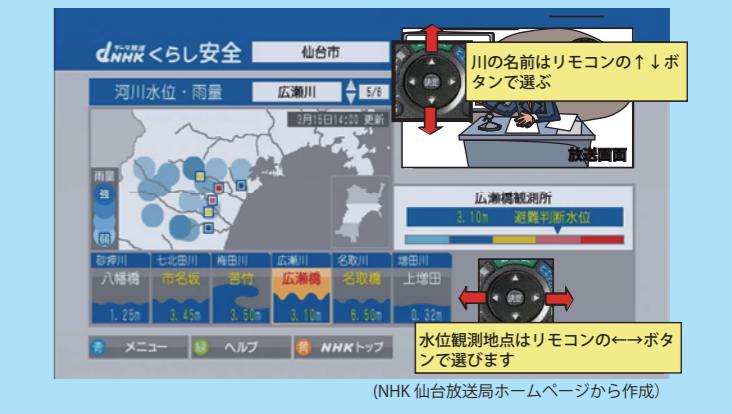 データ放送
dNHK くらし安全 仙台市
川の名前はリモコンの↑↓ボ
タンで選ぶ
河川水位・雨量 広瀬川 5/6
決定
3月15日14:00 更新
放送画面
雨量
強
弱
広瀬橋観測所
3.10m 避難判断水位
砂押川 七北田川 梅田川 広瀬川 名取川 増田川
八幡橋 市名坂 苦竹 広瀬橋 名取橋 上増田
1.25m 3.45m 3.50m 3.10m 6.50m 0.32m
決定
水位観測地点はリモコンの←→ボタ
ンで選びます
青 メニュー 緑 ヘルプ 黄 NHKトップ
(NHK 仙台放送局ホームページから作成)